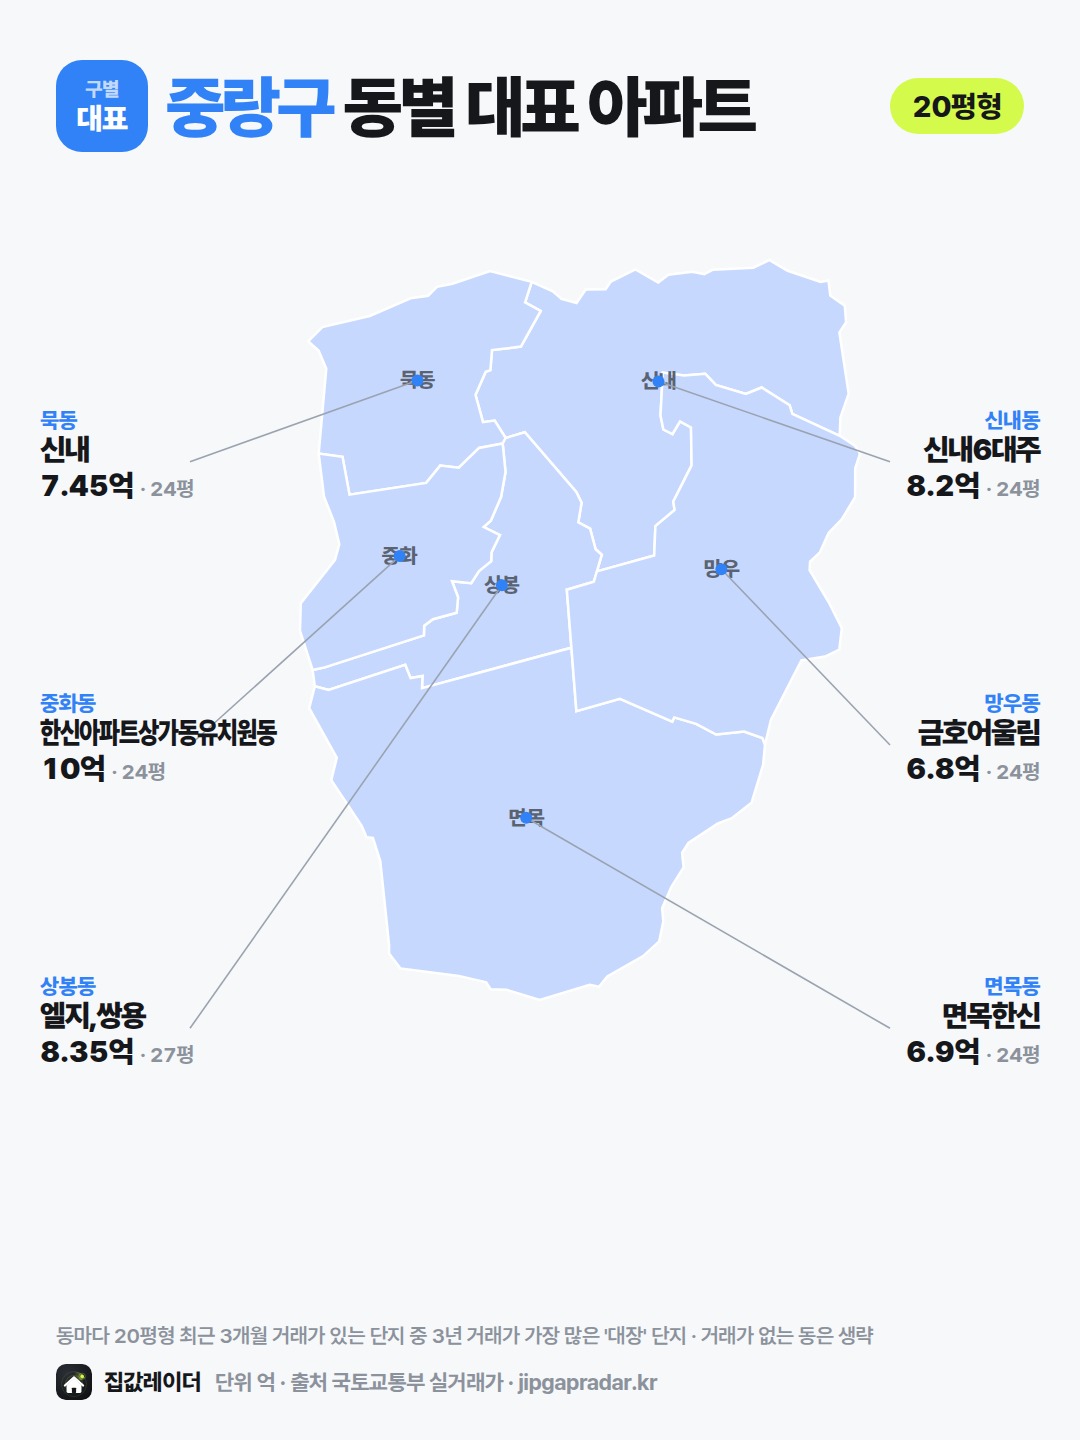 구별
대표
중랑구 동별 대표 아파트
20평형
묵동
신내
묵동
신내
7.45억 · 24평
신내동
신내6대주
8.2억 · 24평
중화
상봉
망우
중화동
한신아파트상가동유치원동
10억 · 24평
망우동
금호어울림
6.8억 · 24평
면목
상봉동
엘지,쌍용
8.35억 · 27평
면목동
면목한신
6.9억 · 24평
동마다 20평형 최근 3개월 거래가 있는 단지 중 3년 거래가 가장 많은 '대장' 단지 · 거래가 없는 동은 생략
집값레이더 단위 억 · 출처 국토교통부 실거래가 · jipgapradar.kr